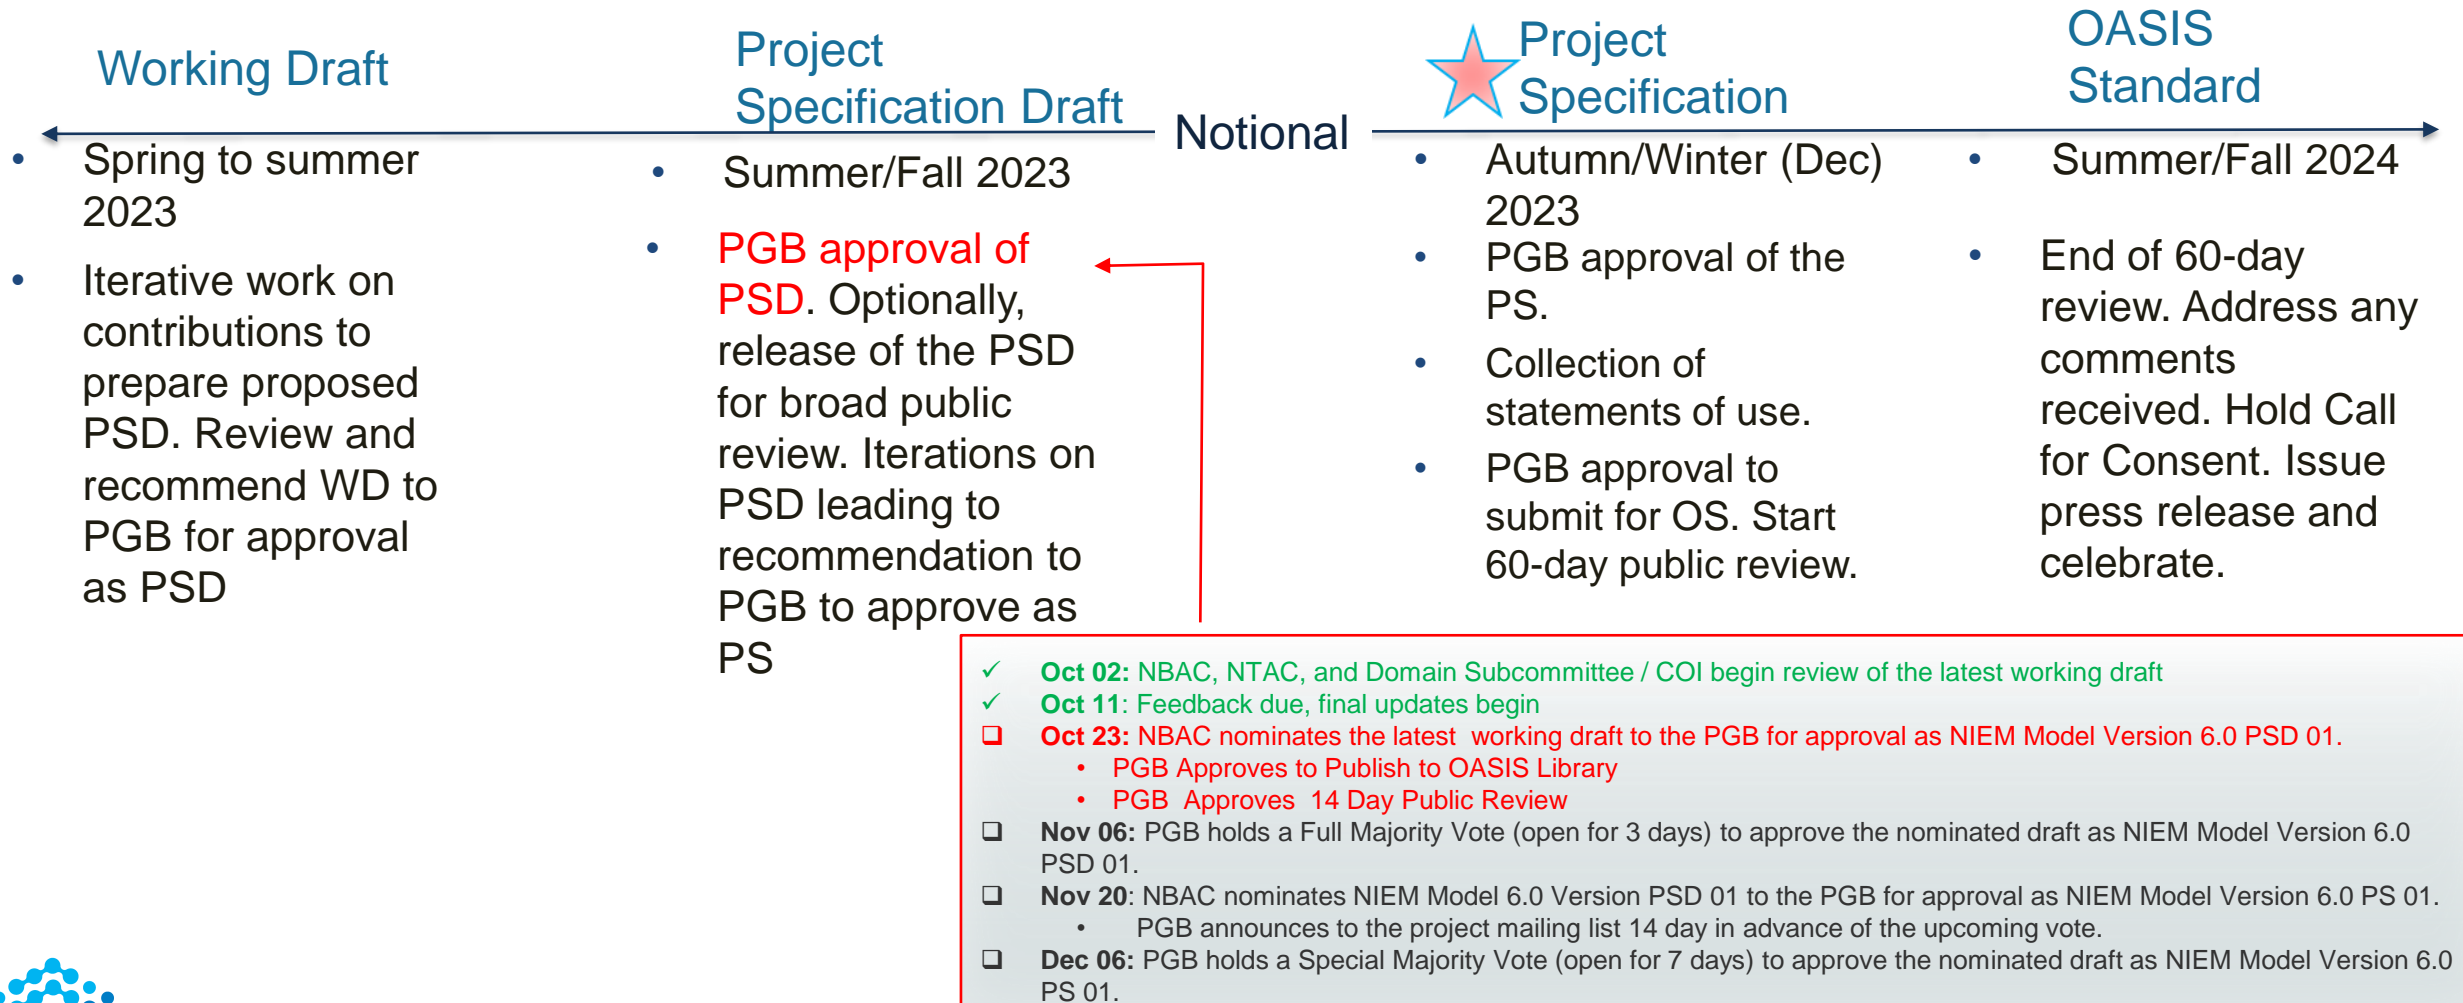 Working Draft
Project
Specification Draft
Notional
Project
Specification
OASIS
Standard
• Spring to summer
2023
• Iterative work on
contributions to
prepare proposed
PSD. Review and
recommend WD to
PGB for approval
as PSD
• Summer/Fall 2023
• PGB approval of
PSD. Optionally,
release of the PSD
for broad public
review. Iterations on
PSD leading to
recommendation to
PGB to approve as
PS
• Autumn/Winter (Dec)
2023
• PGB approval of the
PS.
• Collection of
statements of use.
• PGB approval to
submit for OS. Start
60-day public review.
• Summer/Fall 2024
• End of 60-day
review. Address any
comments
received. Hold Call
for Consent. Issue
press release and
celebrate.
✓ Oct 02: NBAC, NTAC, and Domain Subcommittee / COI begin review of the latest working draft
✓ Oct 11: Feedback due, final updates begin
❑ Oct 23: NBAC nominates the latest working draft to the PGB for approval as NIEM Model Version 6.0 PSD 01.
• PGB Approves to Publish to OASIS Library
• PGB Approves 14 Day Public Review
❑ Nov 06: PGB holds a Full Majority Vote (open for 3 days) to approve the nominated draft as NIEM Model Version 6.0
PSD 01.
❑ Nov 20: NBAC nominates NIEM Model 6.0 Version PSD 01 to the PGB for approval as NIEM Model Version 6.0 PS 01.
• PGB announces to the project mailing list 14 day in advance of the upcoming vote.
❑ Dec 06: PGB holds a Special Majority Vote (open for 7 days) to approve the nominated draft as NIEM Model Version 6.0
PS 01.